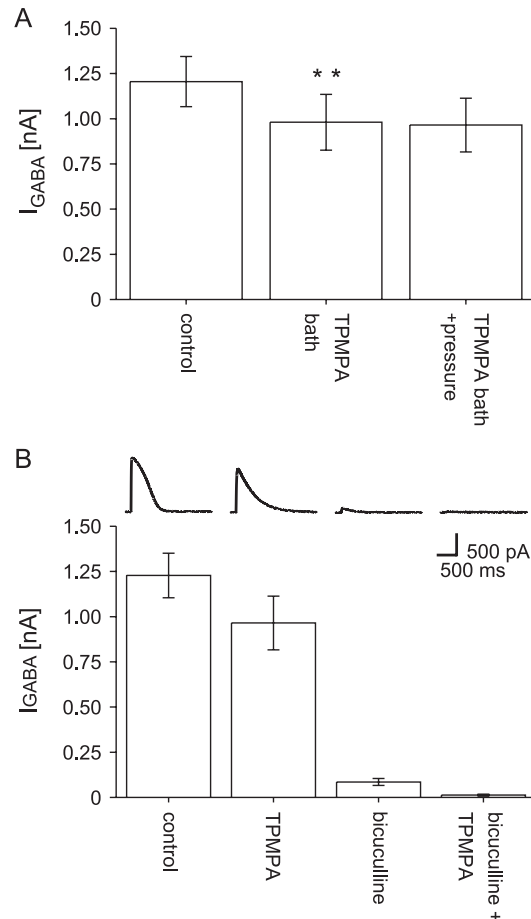 A
I GABA [nA]
1.50
1.25
1.00
0.75
0.50
0.25
0
* *
control
TPMPA
bath
TPMPA bath
+pressure
B
500 pA
500 ms
IGABA [nA]
1.50
1.25
1.00
0.75
0.50
0.25
0
control
TPMPA
bicuculline
bicuculline +
TPMPA